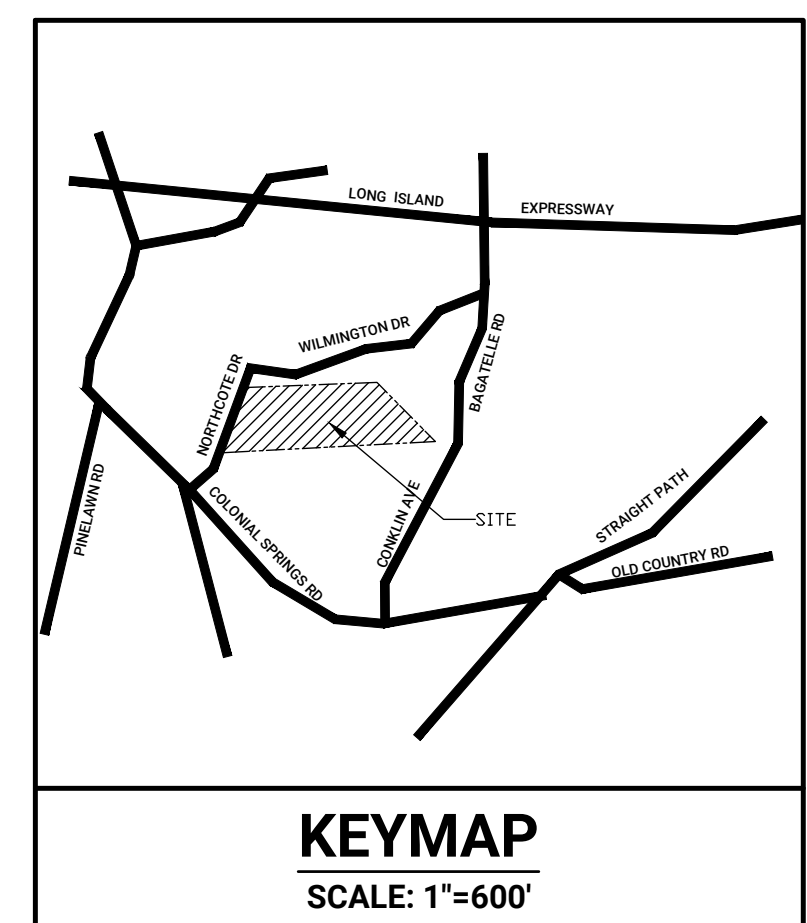 LONG ISLAND
EXPRESSWAY
WILMINGTON DR
BAGATELLE RD
NORTHCOTE DR
PINELAWN RD
COLONIAL SPRINGS RD
CONKLIN AVE
SITE
STRAIGHT PATH
OLD COUNTRY RD
KEYMAP
SCALE: 1"=600'